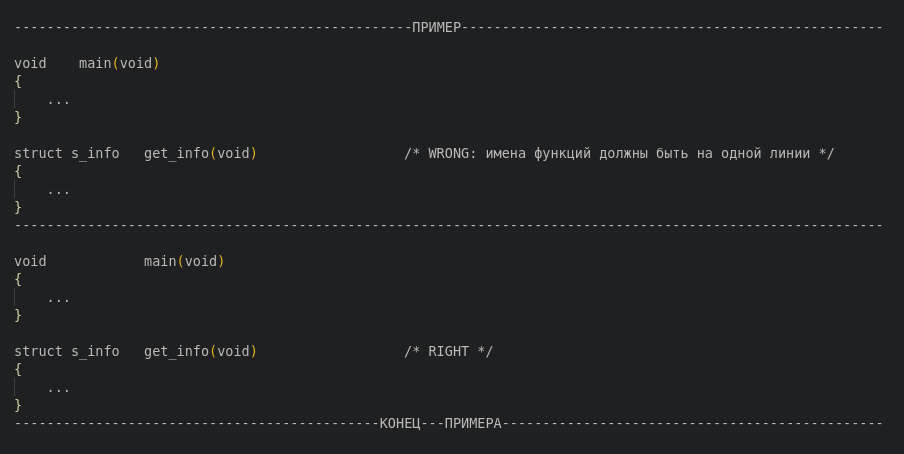 -------------------------------------------------ПРИМЕР----------------------------------------------------
void    main(void)
{
    ...
}
struct s_info   get_info(void)                  /* WRONG: имена функций должны быть на одной линии */
{
    ...
}
-----------------------------------------------------------------------------------------------------------
void            main(void)
{
    ...
}
struct s_info   get_info(void)                  /* RIGHT */
{
    ...
}
---------------------------------------------КОНЕЦ---ПРИМЕРА-----------------------------------------------